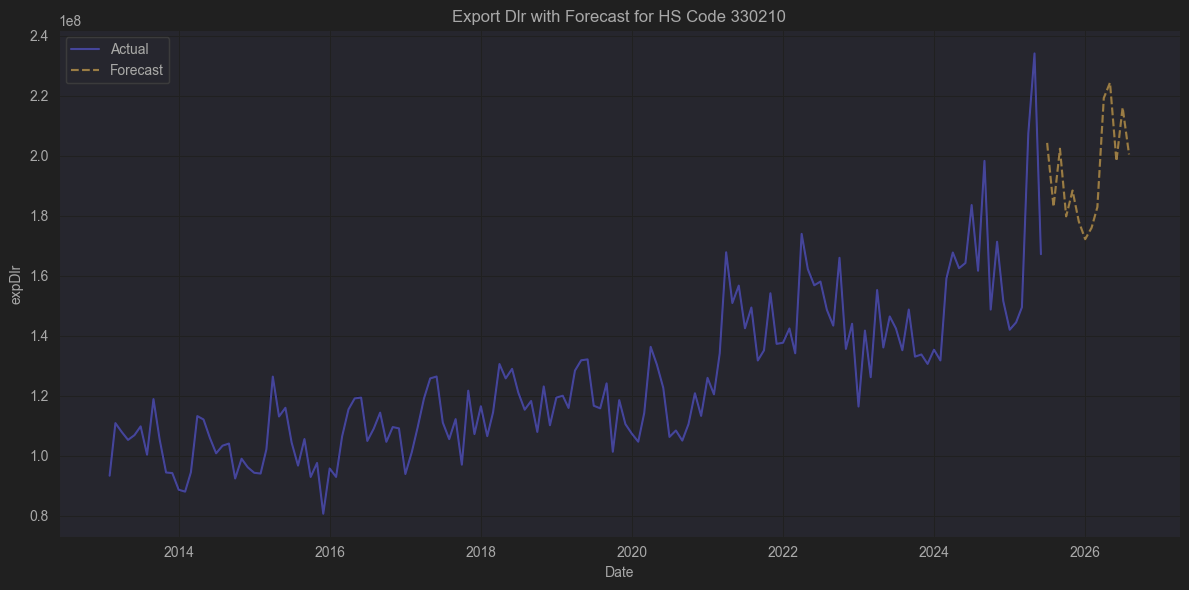 Export Dlr with Forecast for HS Code 330210
1e8
Actual
Forecast
2.4
2.2
2.0
1.8
1.6
1.4
1.2
1.0
0.8
expDlr
2014 2016 2018 2020 2022 2024 2026
Date